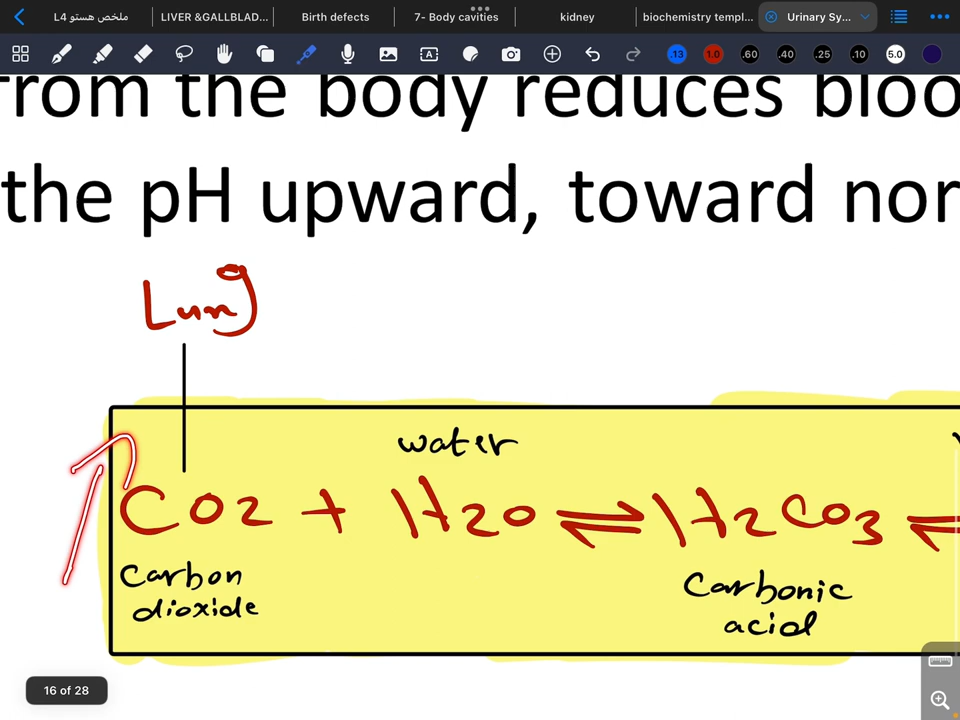 ملخص هستو L4
LIVER &GALLBLAD...
Birth defects
7- Body cavities
kidney
biochemistry templ...
Urinary Sy...
13 1.0 .60 .40 .25 .10 5.0
from the body reduces bloo
the pH upward, toward nor
Lung
water
CO2 + H2O ⇌ H2CO3 ⇌
Carbon
dioxide
Carbonic
acid
16 of 28